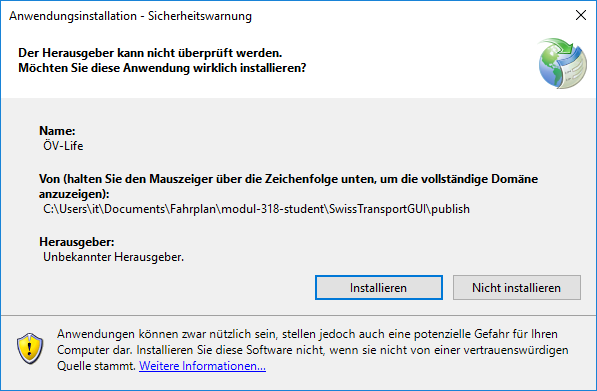 Anwendungsinstallation - Sicherheitswarnung
Der Herausgeber kann nicht überprüft werden.
Möchten Sie diese Anwendung wirklich installieren?
Name:
ÖV-Life
Von (halten Sie den Mauszeiger über die Zeichenfolge unten, um die vollständige Domäne
anzuzeigen):
C:\Users\it\Documents\Fahrplan\modul-318-student\SwissTransportGUI\publish
Herausgeber:
Unbekannter Herausgeber.
Installieren
Nicht installieren
Anwendungen können zwar nützlich sein, stellen jedoch auch eine potenzielle Gefahr für Ihren
Computer dar. Installieren Sie diese Software nicht, wenn sie nicht von einer vertrauenswürdigen
Quelle stammt. Weitere Informationen...